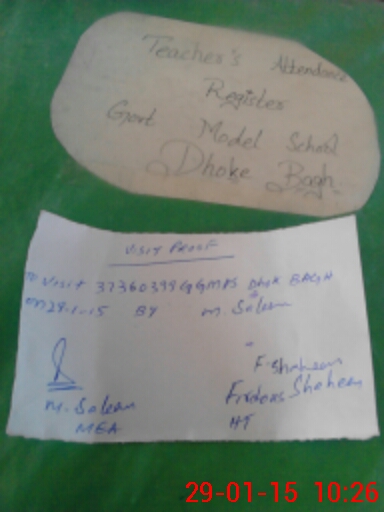 Teacher's Attendance
Register
Govt Model School
Dhoke Bagh.
VISIT PROOF
Visit 37360399 GGMPS Dhok BAGH
on 29-1-15 BY M. Saleem
F. Shaheen
M. Saleem Firdous Shaheen
MEA HT
29-01-15 10:26